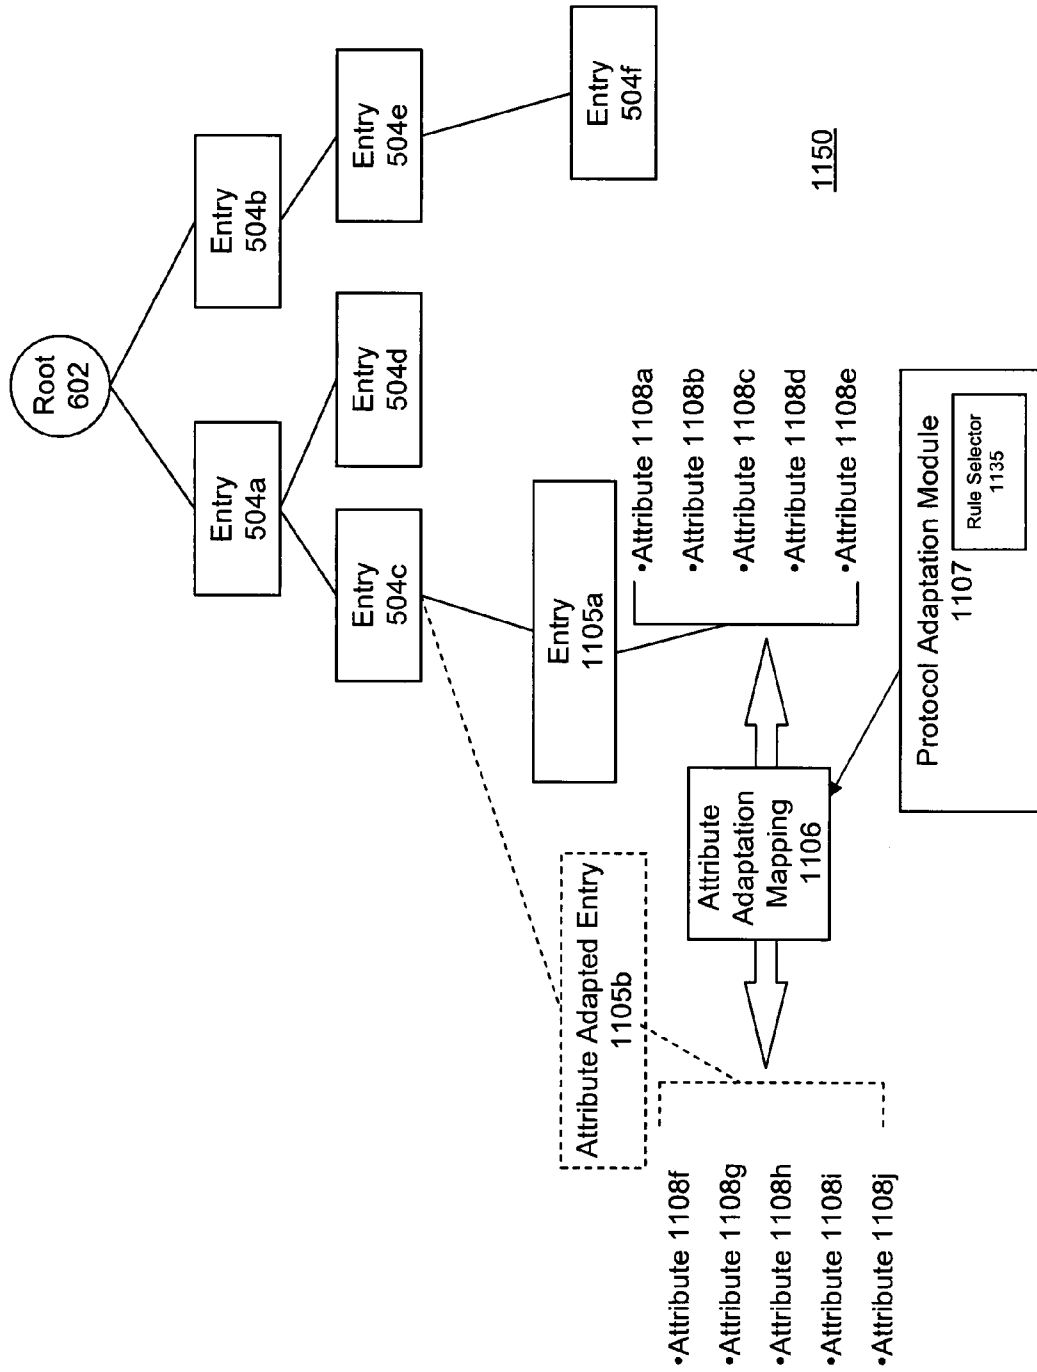 Root
602
Entry
504a
Entry
504b
Entry
504c
Entry
504d
Entry
504e
Entry
504f
Attribute Adapted Entry
1105b
Entry
1105a
•Attribute 1108f
•Attribute 1108g
•Attribute 1108h
•Attribute 1108i
•Attribute 1108j
Attribute
Adaptation
Mapping
1106
•Attribute 1108a
•Attribute 1108b
•Attribute 1108c
•Attribute 1108d
•Attribute 1108e
1150
Protocol Adaptation Module
1107
Rule Selector
1135